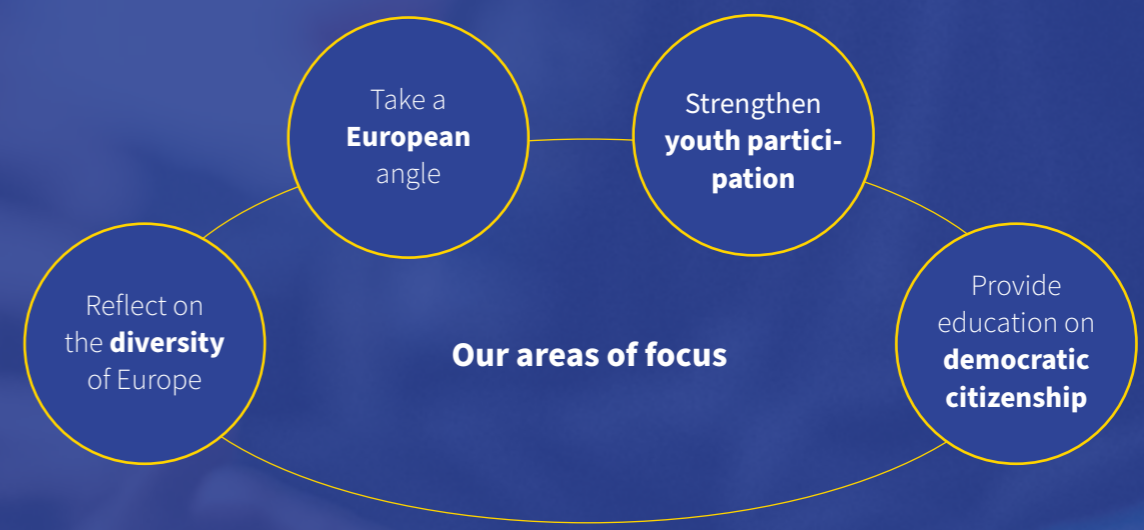 Take a
European
angle
Strengthen
youth partici-
pation
Reflect on
the diversity
of Europe
Our areas of focus
Provide
education on
democratic
citizenship